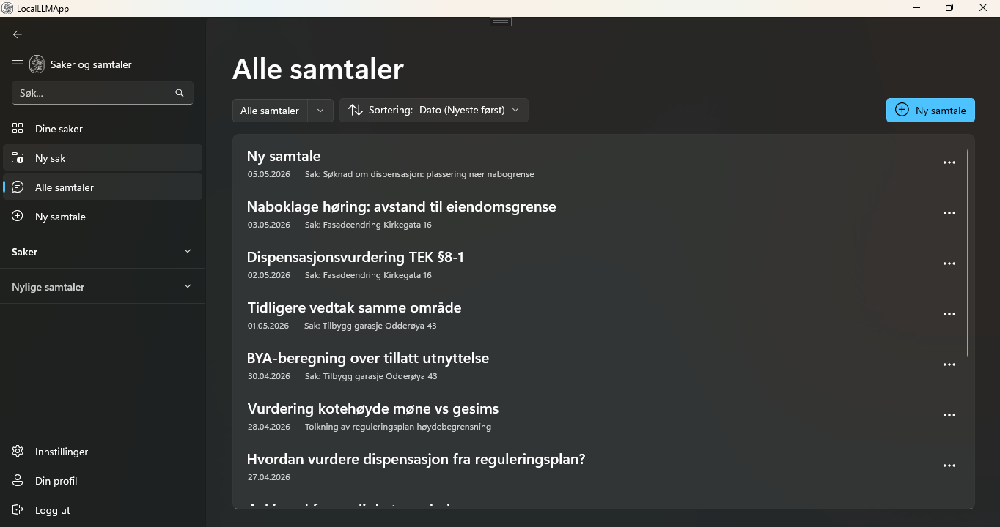 LocalLLMApp
Saker og samtaler
Søk...
Dine saker
Ny sak
Alle samtaler
Ny samtale
Saker
Nylige samtaler
Innstillinger
Din profil
Logg ut
Alle samtaler
Alle samtaler
Sortering: Dato (Nyeste først)
Ny samtale
Ny samtale
05.05.2026 Sak: Søknad om dispensasjon: plassering nær nabogrense
Naboklage høring: avstand til eiendomsgrense
03.05.2026 Sak: Fasadeendring Kirkegata 16
Dispensasjonsvurdering TEK §8-1
02.05.2026 Sak: Fasadeendring Kirkegata 16
Tidligere vedtak samme område
01.05.2026 Sak: Tilbygg garasje Odderøya 43
BYA-beregning over tillatt utnyttelse
30.04.2026 Sak: Tilbygg garasje Odderøya 43
Vurdering kotehøyde møne vs gesims
28.04.2026 Tolkning av reguleringsplan høydebegrensning
Hvordan vurdere dispensasjon fra reguleringsplan?
27.04.2026